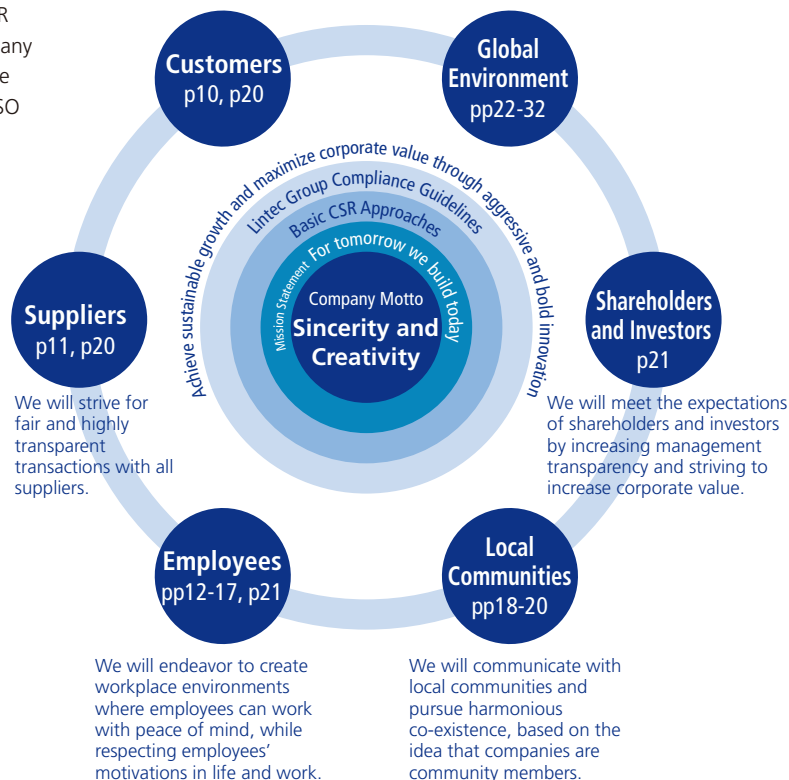 R
any
e
SO
Customers
p10, p20
Global
Environment
pp22-32
Achieve sustainable growth and maximize corporate value through aggressive and bold innovation
Lintec Group Compliance Guidelines
Basic CSR Approaches
Mission Statement For tomorrow we build today
Company Motto
Sincerity and
Creativity
Suppliers
p11, p20
We will strive for
fair and highly
transparent
transactions with all
suppliers.
Shareholders
and Investors
p21
We will meet the expectations
of shareholders and investors
by increasing management
transparency and striving to
increase corporate value.
Employees
pp12-17, p21
We will endeavor to create
workplace environments
where employees can work
with peace of mind, while
respecting employees’
motivations in life and work.
Local
Communities
pp18-20
We will communicate with
local communities and
pursue harmonious
co-existence, based on the
idea that companies are
community members.